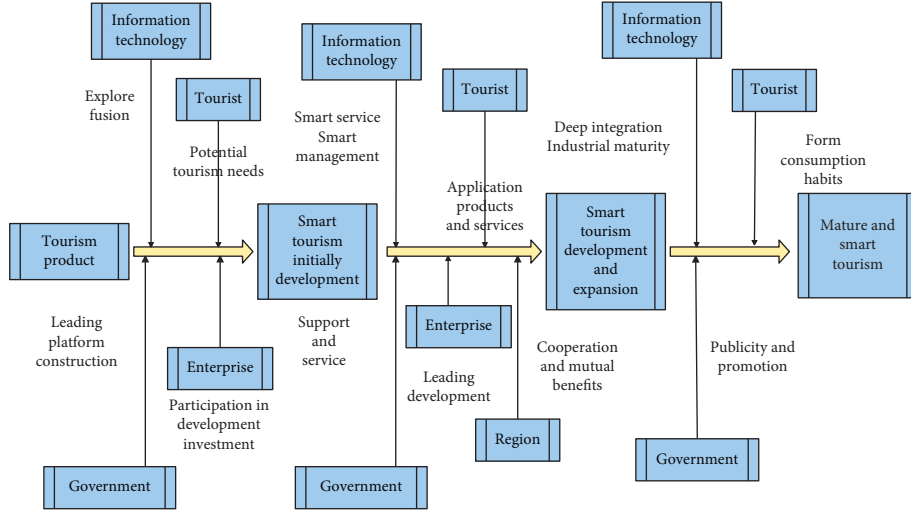 Information
technology
Explore
fusion
Tourist
Potential
tourism needs
Tourism
product
Leading
platform
construction
Enterprise
Participation in
development
investment
Government
Smart
tourism
initially
development
Information
technology
Smart service
Smart
management
Tourist
Application
products
and services
Support
and
service
Enterprise
Leading
development
Cooperation
and mutual
benefits
Region
Government
Smart
tourism
development
and
expansion
Information
technology
Deep integration
Industrial maturity
Tourist
Form
consumption
habits
Mature and
smart
tourism
Publicity and
promotion
Government